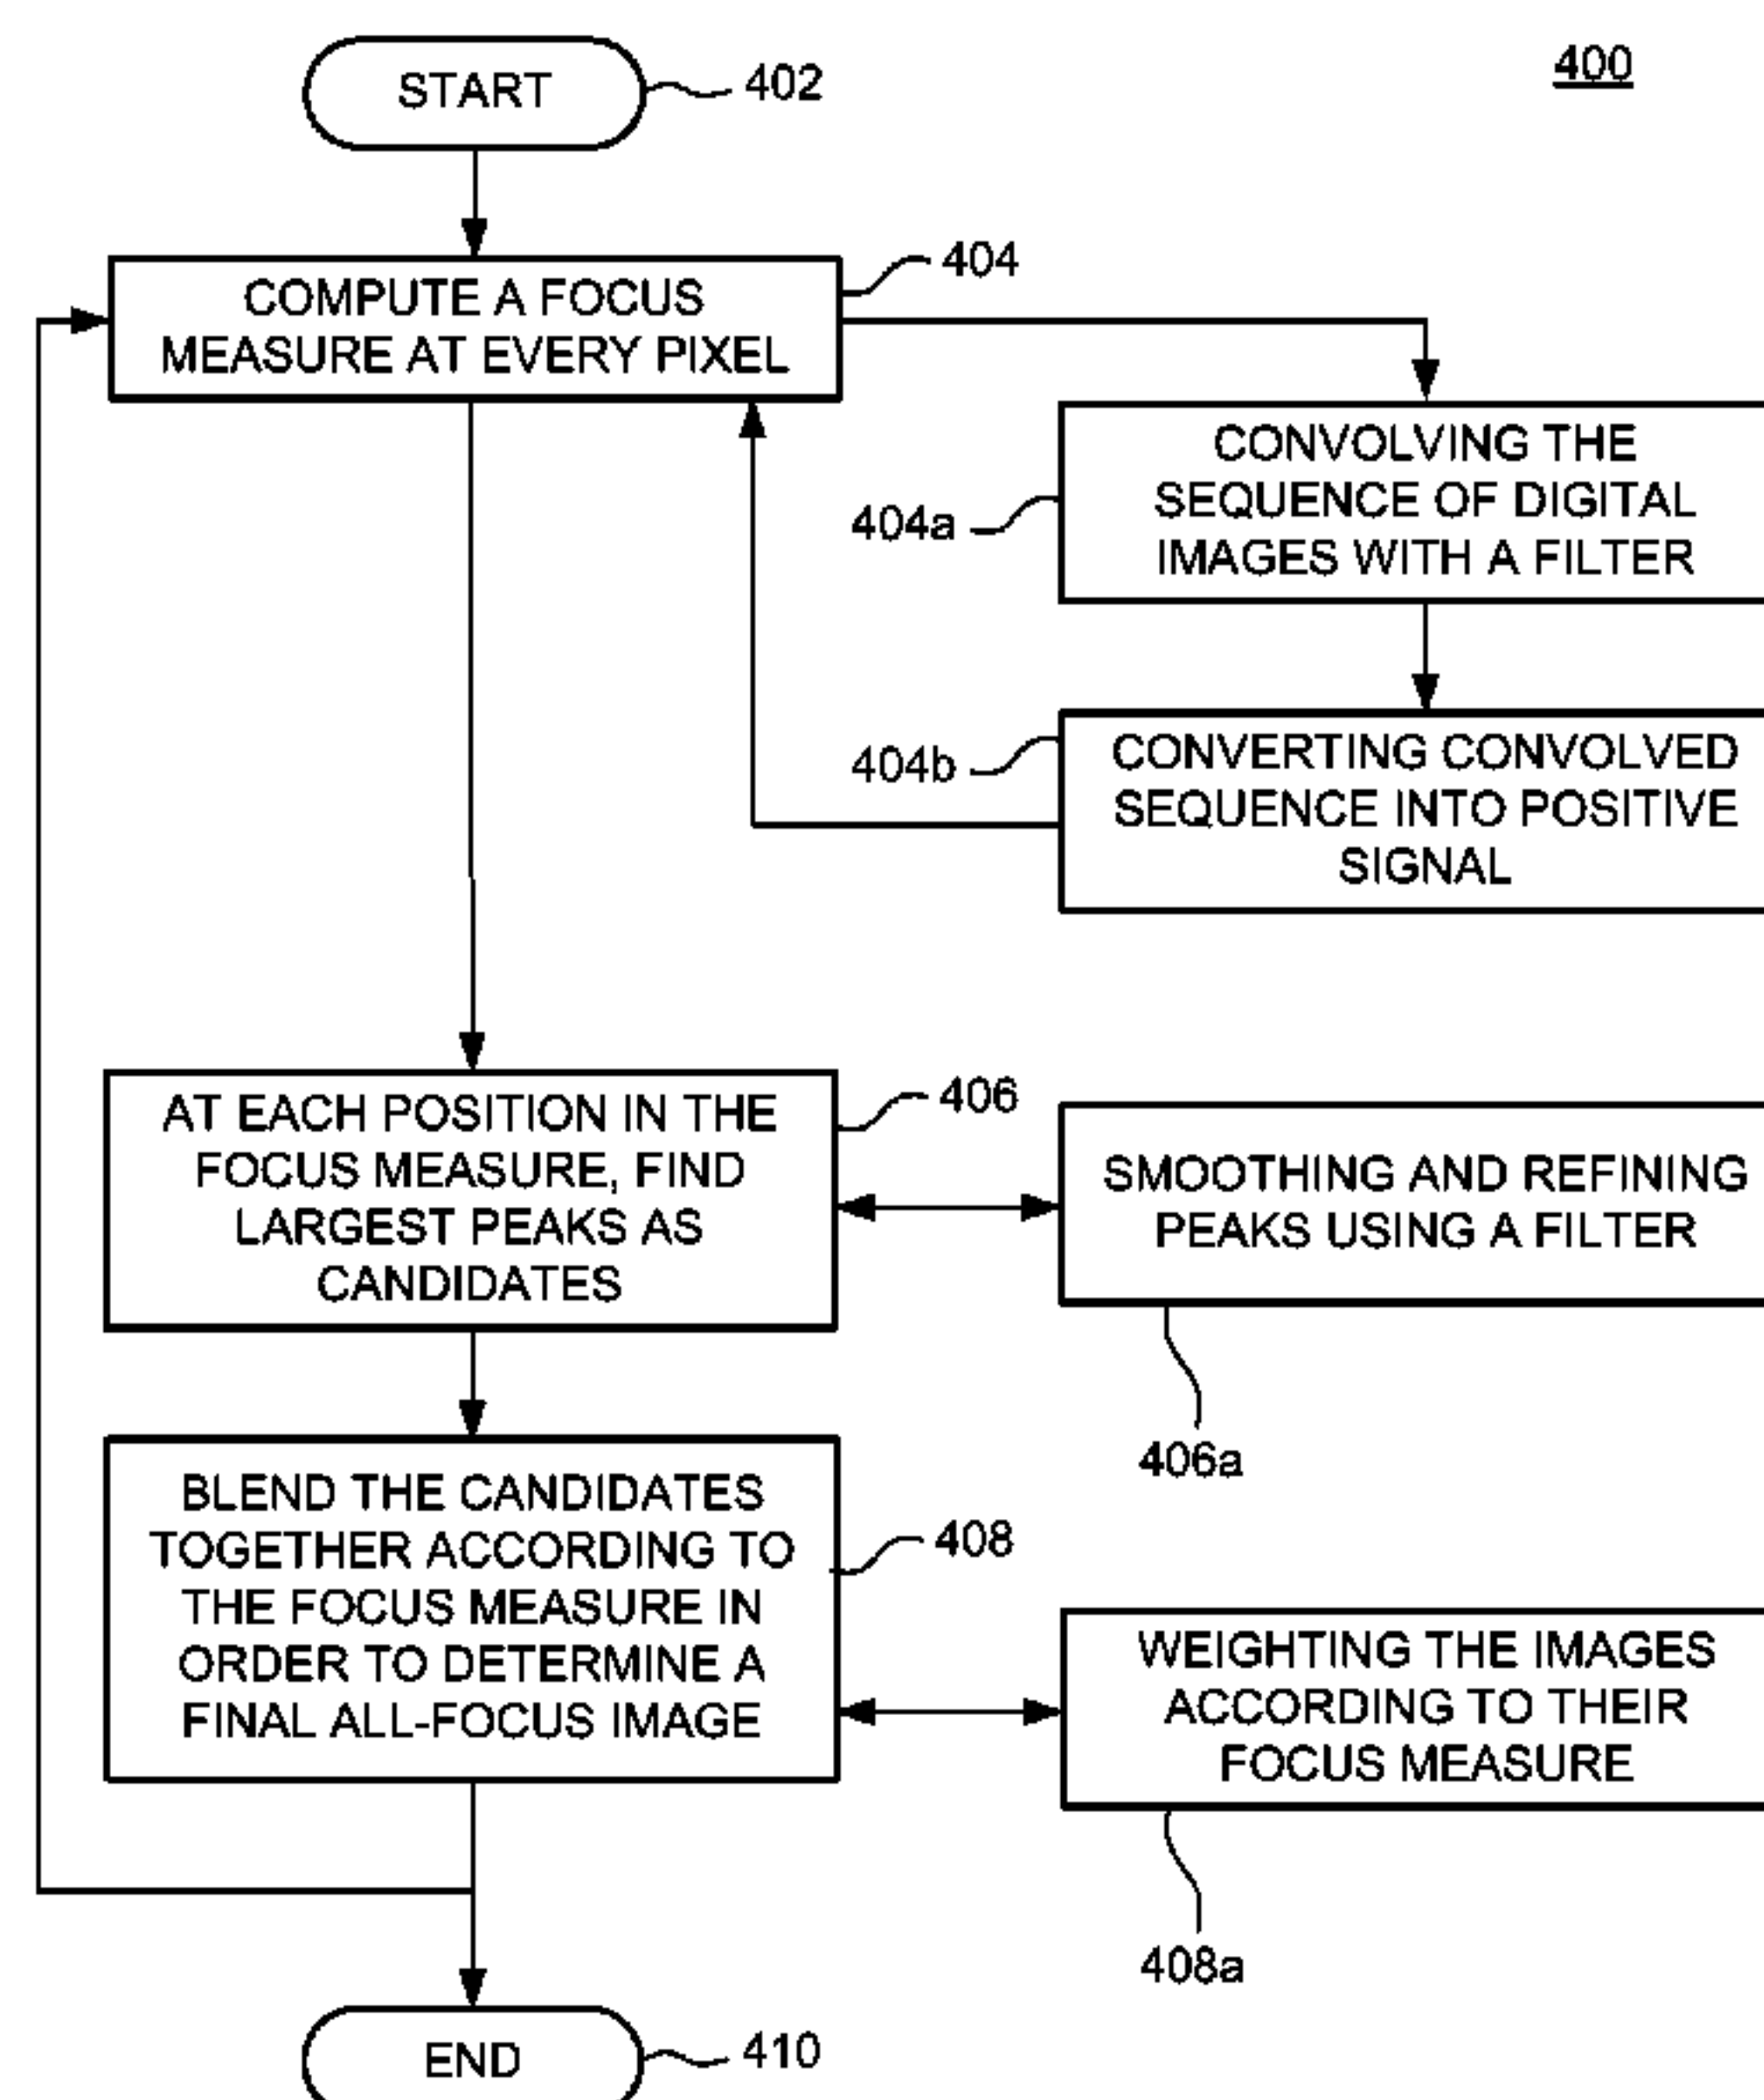 START
402
400
COMPUTE A FOCUS
MEASURE AT EVERY PIXEL
404
CONVOLVING THE
SEQUENCE OF DIGITAL
IMAGES WITH A FILTER
404a
CONVERTING CONVOLVED
SEQUENCE INTO POSITIVE
SIGNAL
404b
AT EACH POSITION IN THE
FOCUS MEASURE, FIND
LARGEST PEAKS AS
CANDIDATES
406
SMOOTHING AND REFINING
PEAKS USING A FILTER
406a
BLEND THE CANDIDATES
TOGETHER ACCORDING TO
THE FOCUS MEASURE IN
ORDER TO DETERMINE A
FINAL ALL-FOCUS IMAGE
408
WEIGHTING THE IMAGES
ACCORDING TO THEIR
FOCUS MEASURE
408a
END
410